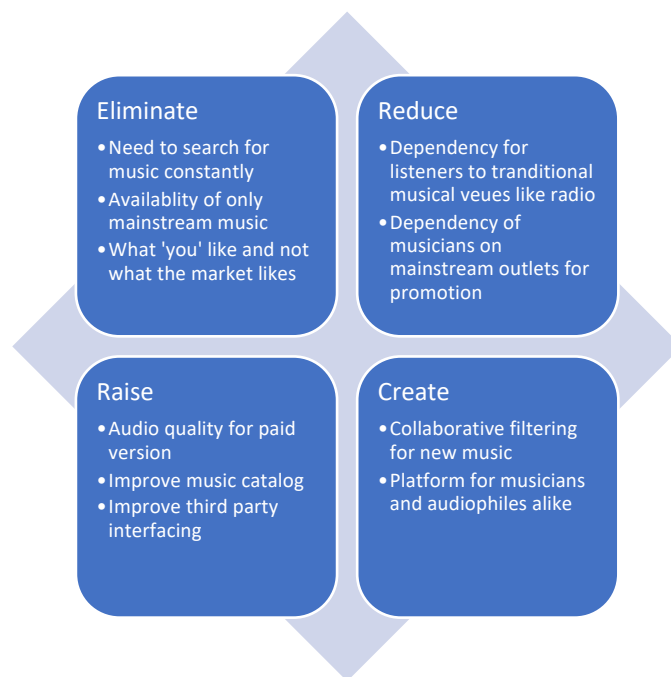 Eliminate
•Need to search for
music constantly
•Availablity of only
mainstream music
•What 'you' like and not
what the market likes
Reduce
•Dependency for
listeners to tranditional
musical veues like radio
•Dependency of
musicians on
mainstream outlets for
promotion
Raise
•Audio quality for paid
version
•Improve music catalog
•Improve third party
interfacing
Create
•Collaborative filtering
for new music
•Platform for musicians
and audiophiles alike